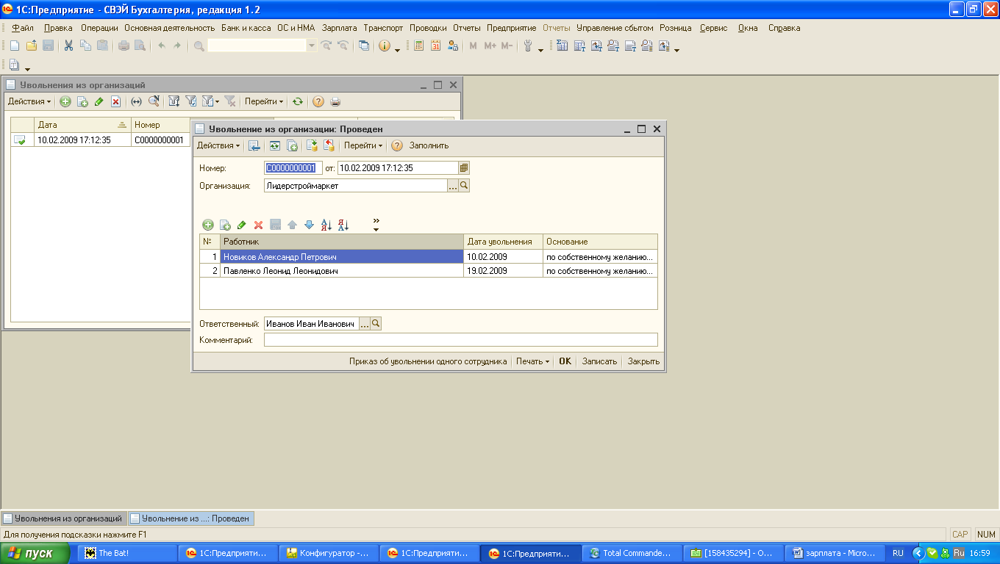 1С:Предприятие - СВЭЙ Бухгалтерия, редакция 1.2
Файл Правка Операции Основная деятельность Банк и касса ОС и НМА Зарплата Транспорт Проводки Отчеты Предприятие Отчеты Управление сбытом Розница Сервис Окна Справка
M M+ M-
Увольнения из организаций
Действия Перейти
Дата Номер
10.02.2009 17:12:35 С0000000001
Увольнение из организации: Проведен
Действия Перейти Заполнить
Номер: С0000000001 от: 10.02.2009 17:12:35
Организация: Лидерстроймаркет ...
№ Работник Дата увольнения Основание
1 Новиков Александр Петрович 10.02.2009 по собственному желанию...
2 Павленко Леонид Леонидович 19.02.2009 по собственному желанию...
Ответственный: Иванов Иван Иванович ...
Комментарий:
Приказ об увольнении одного сотрудника Печать OK Записать Закрыть
Увольнения из организаций Увольнение из ...: Проведен
Для получения подсказки нажмите F1 CAP NUM
пуск The Bat! 1С:Предприяти... Конфигуратор -... 1С:Предприяти... 1С:Предприяти... Total Commande... [158435294] - О... зарплата - Micro... RU Ru 16:59